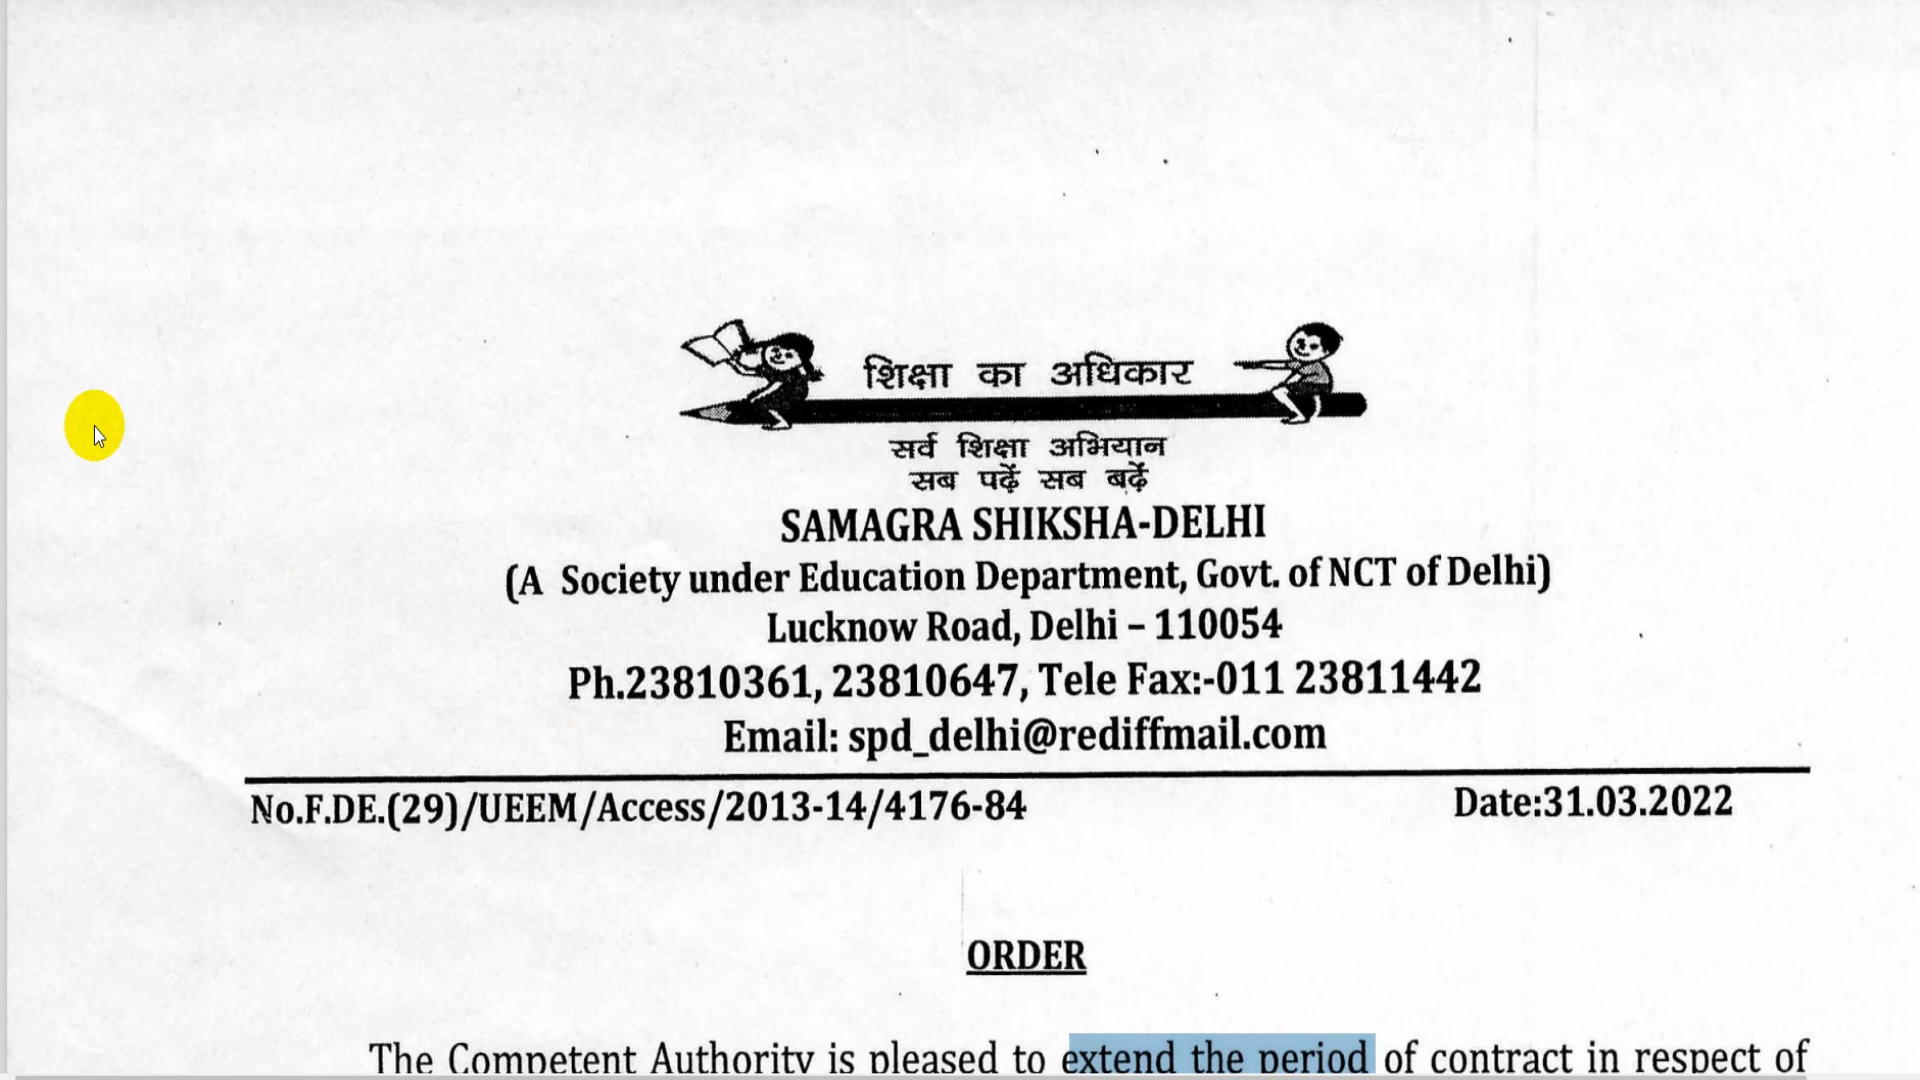 शिक्षा का अधिकार
सर्व शिक्षा अभियान
सब पढ़ें सब बढ़ें
SAMAGRA SHIKSHA-DELHI
(A Society under Education Department, Govt. of NCT of Delhi)
Lucknow Road, Delhi – 110054
Ph.23810361, 23810647, Tele Fax:-011 23811442
Email: spd_delhi@rediffmail.com
No.F.DE.(29)/UEEM/Access/2013-14/4176-84 Date:31.03.2022
ORDER
The Competent Authority is pleased to extend the period of contract in respect of